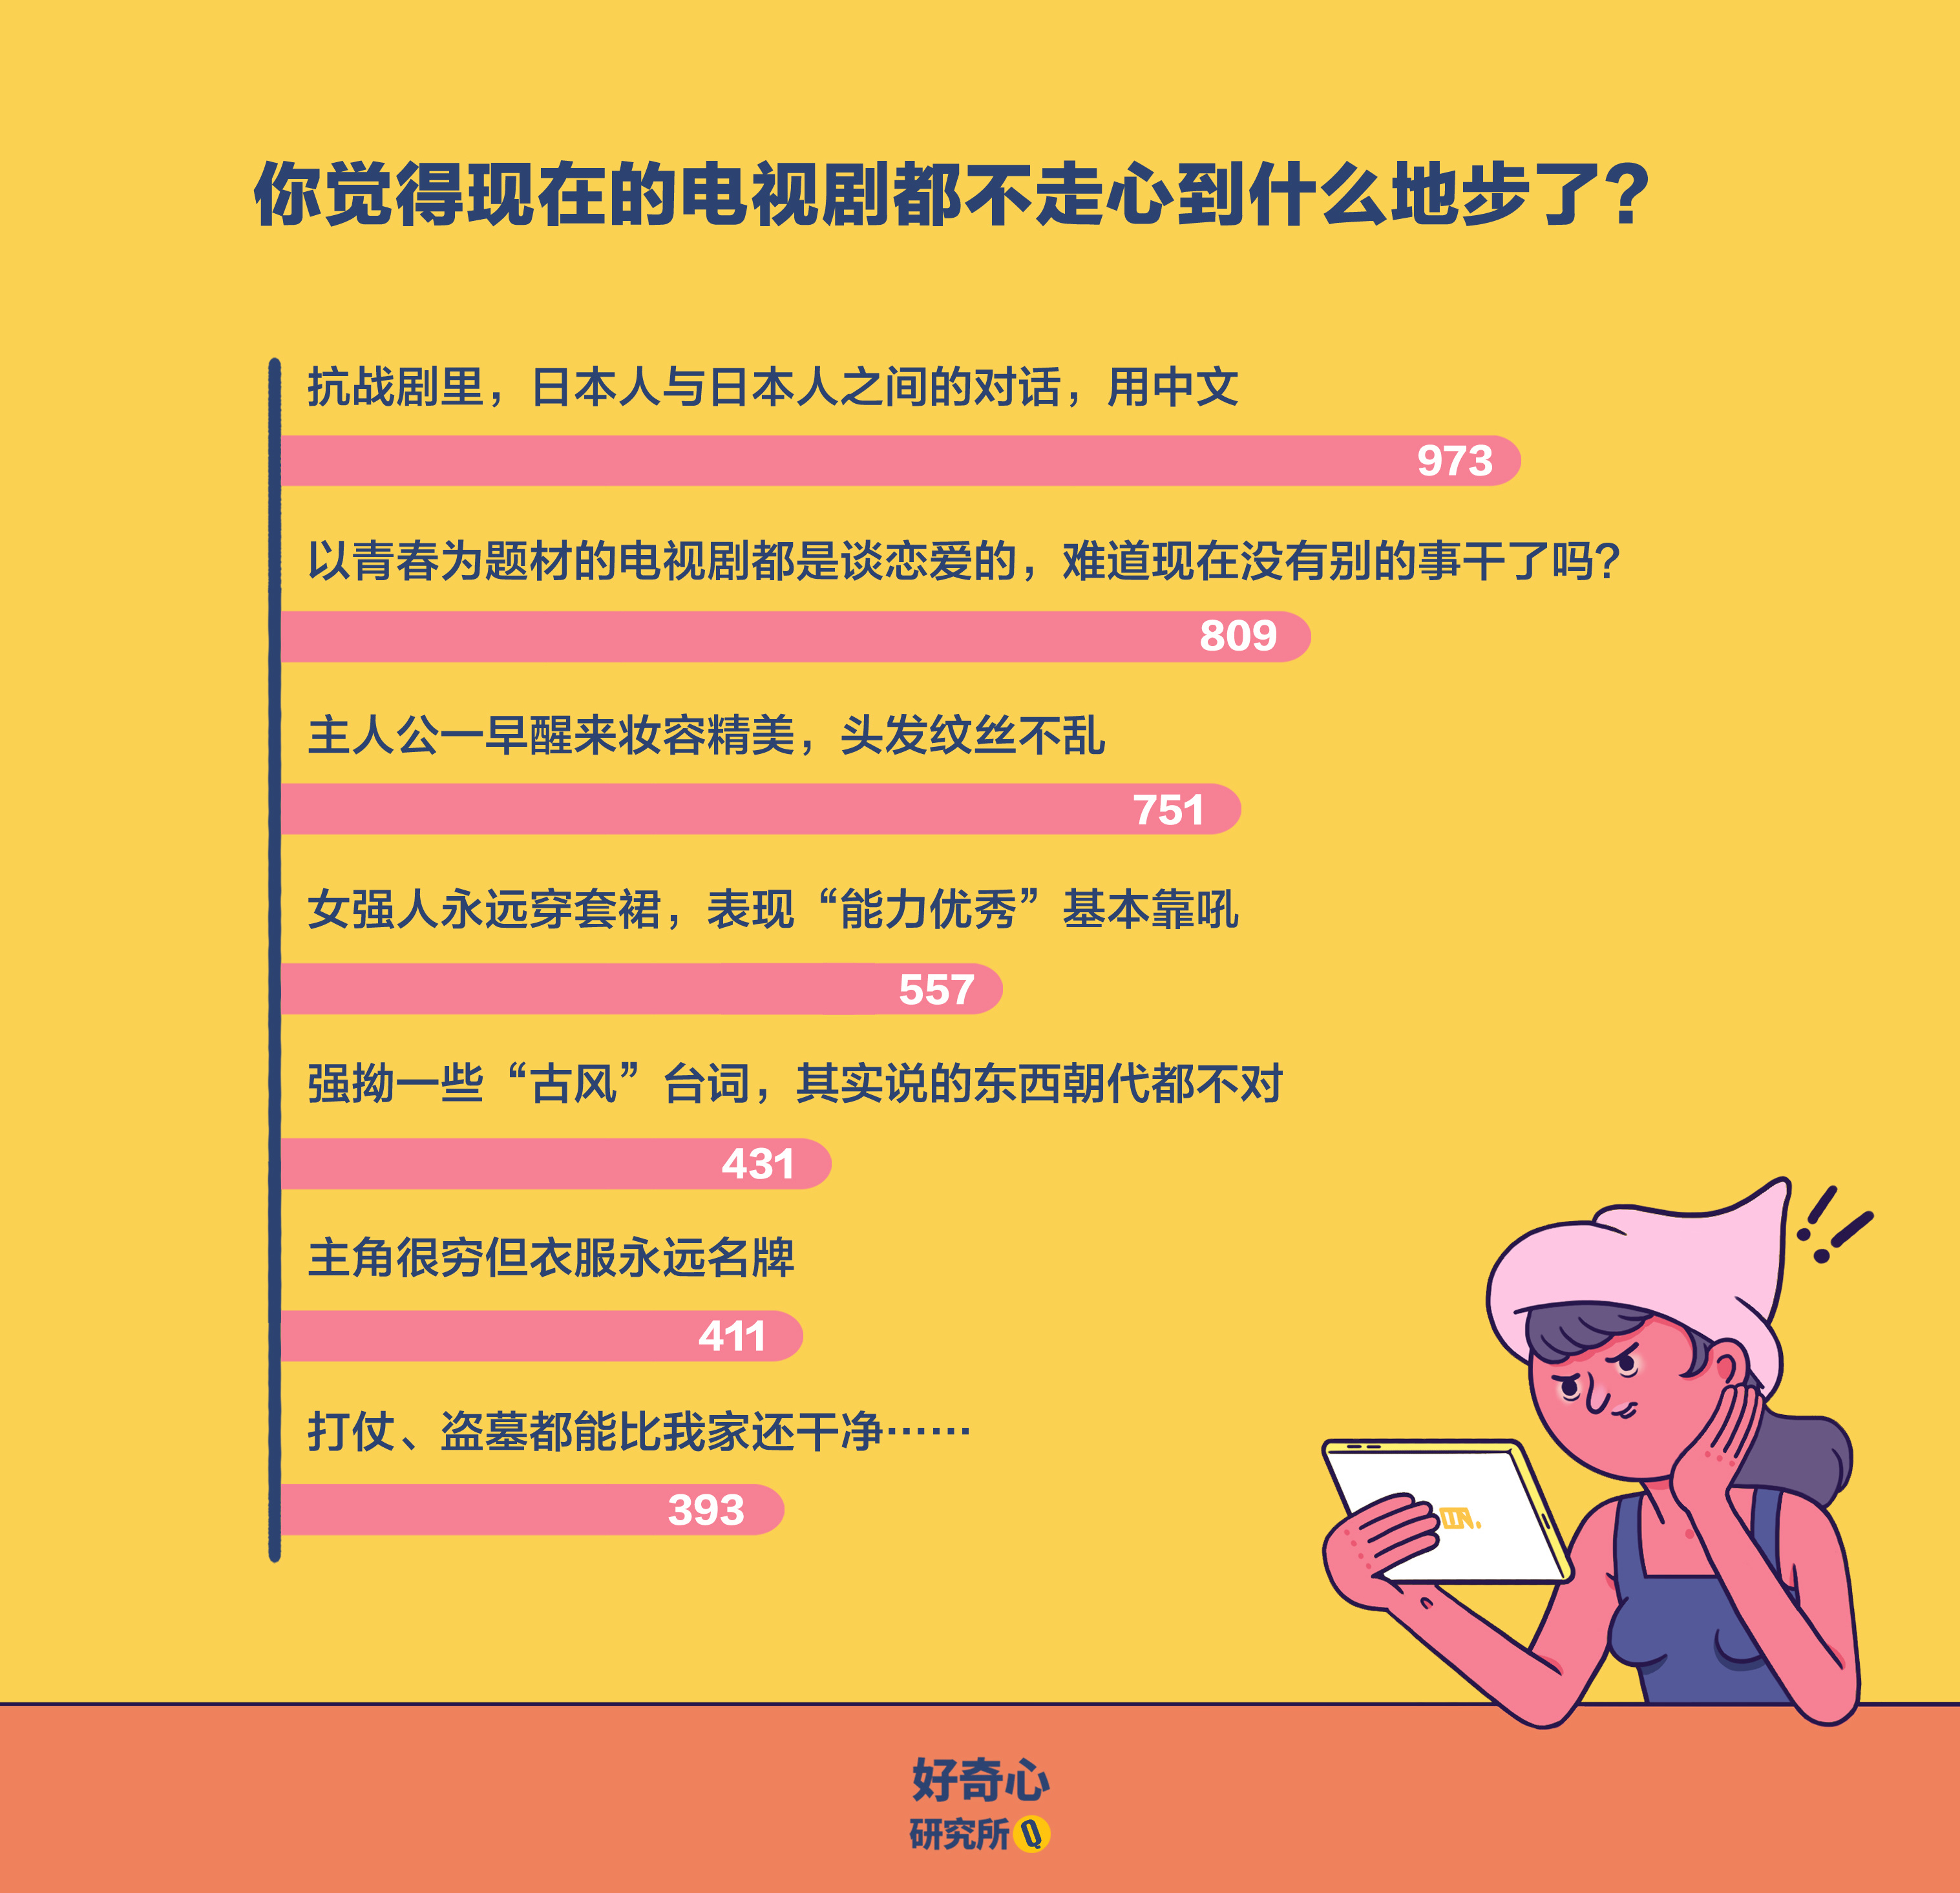 你觉得现在的电视剧都不走心到什么地步了？
抗战剧里，日本人与日本人之间的对话，用中文
973
以青春为题材的电视剧都是谈恋爱的，难道现在没有别的事干了吗？
809
主人公一早醒来妆容精美，头发纹丝不乱
751
女强人永远穿套裙，表现“能力优秀”基本靠吼
557
强拗一些“古风”台词，其实说的东西朝代都不对
431
主角很穷但衣服永远名牌
411
打仗、盗墓都能比我家还干净……
393
好奇心
研究所Q